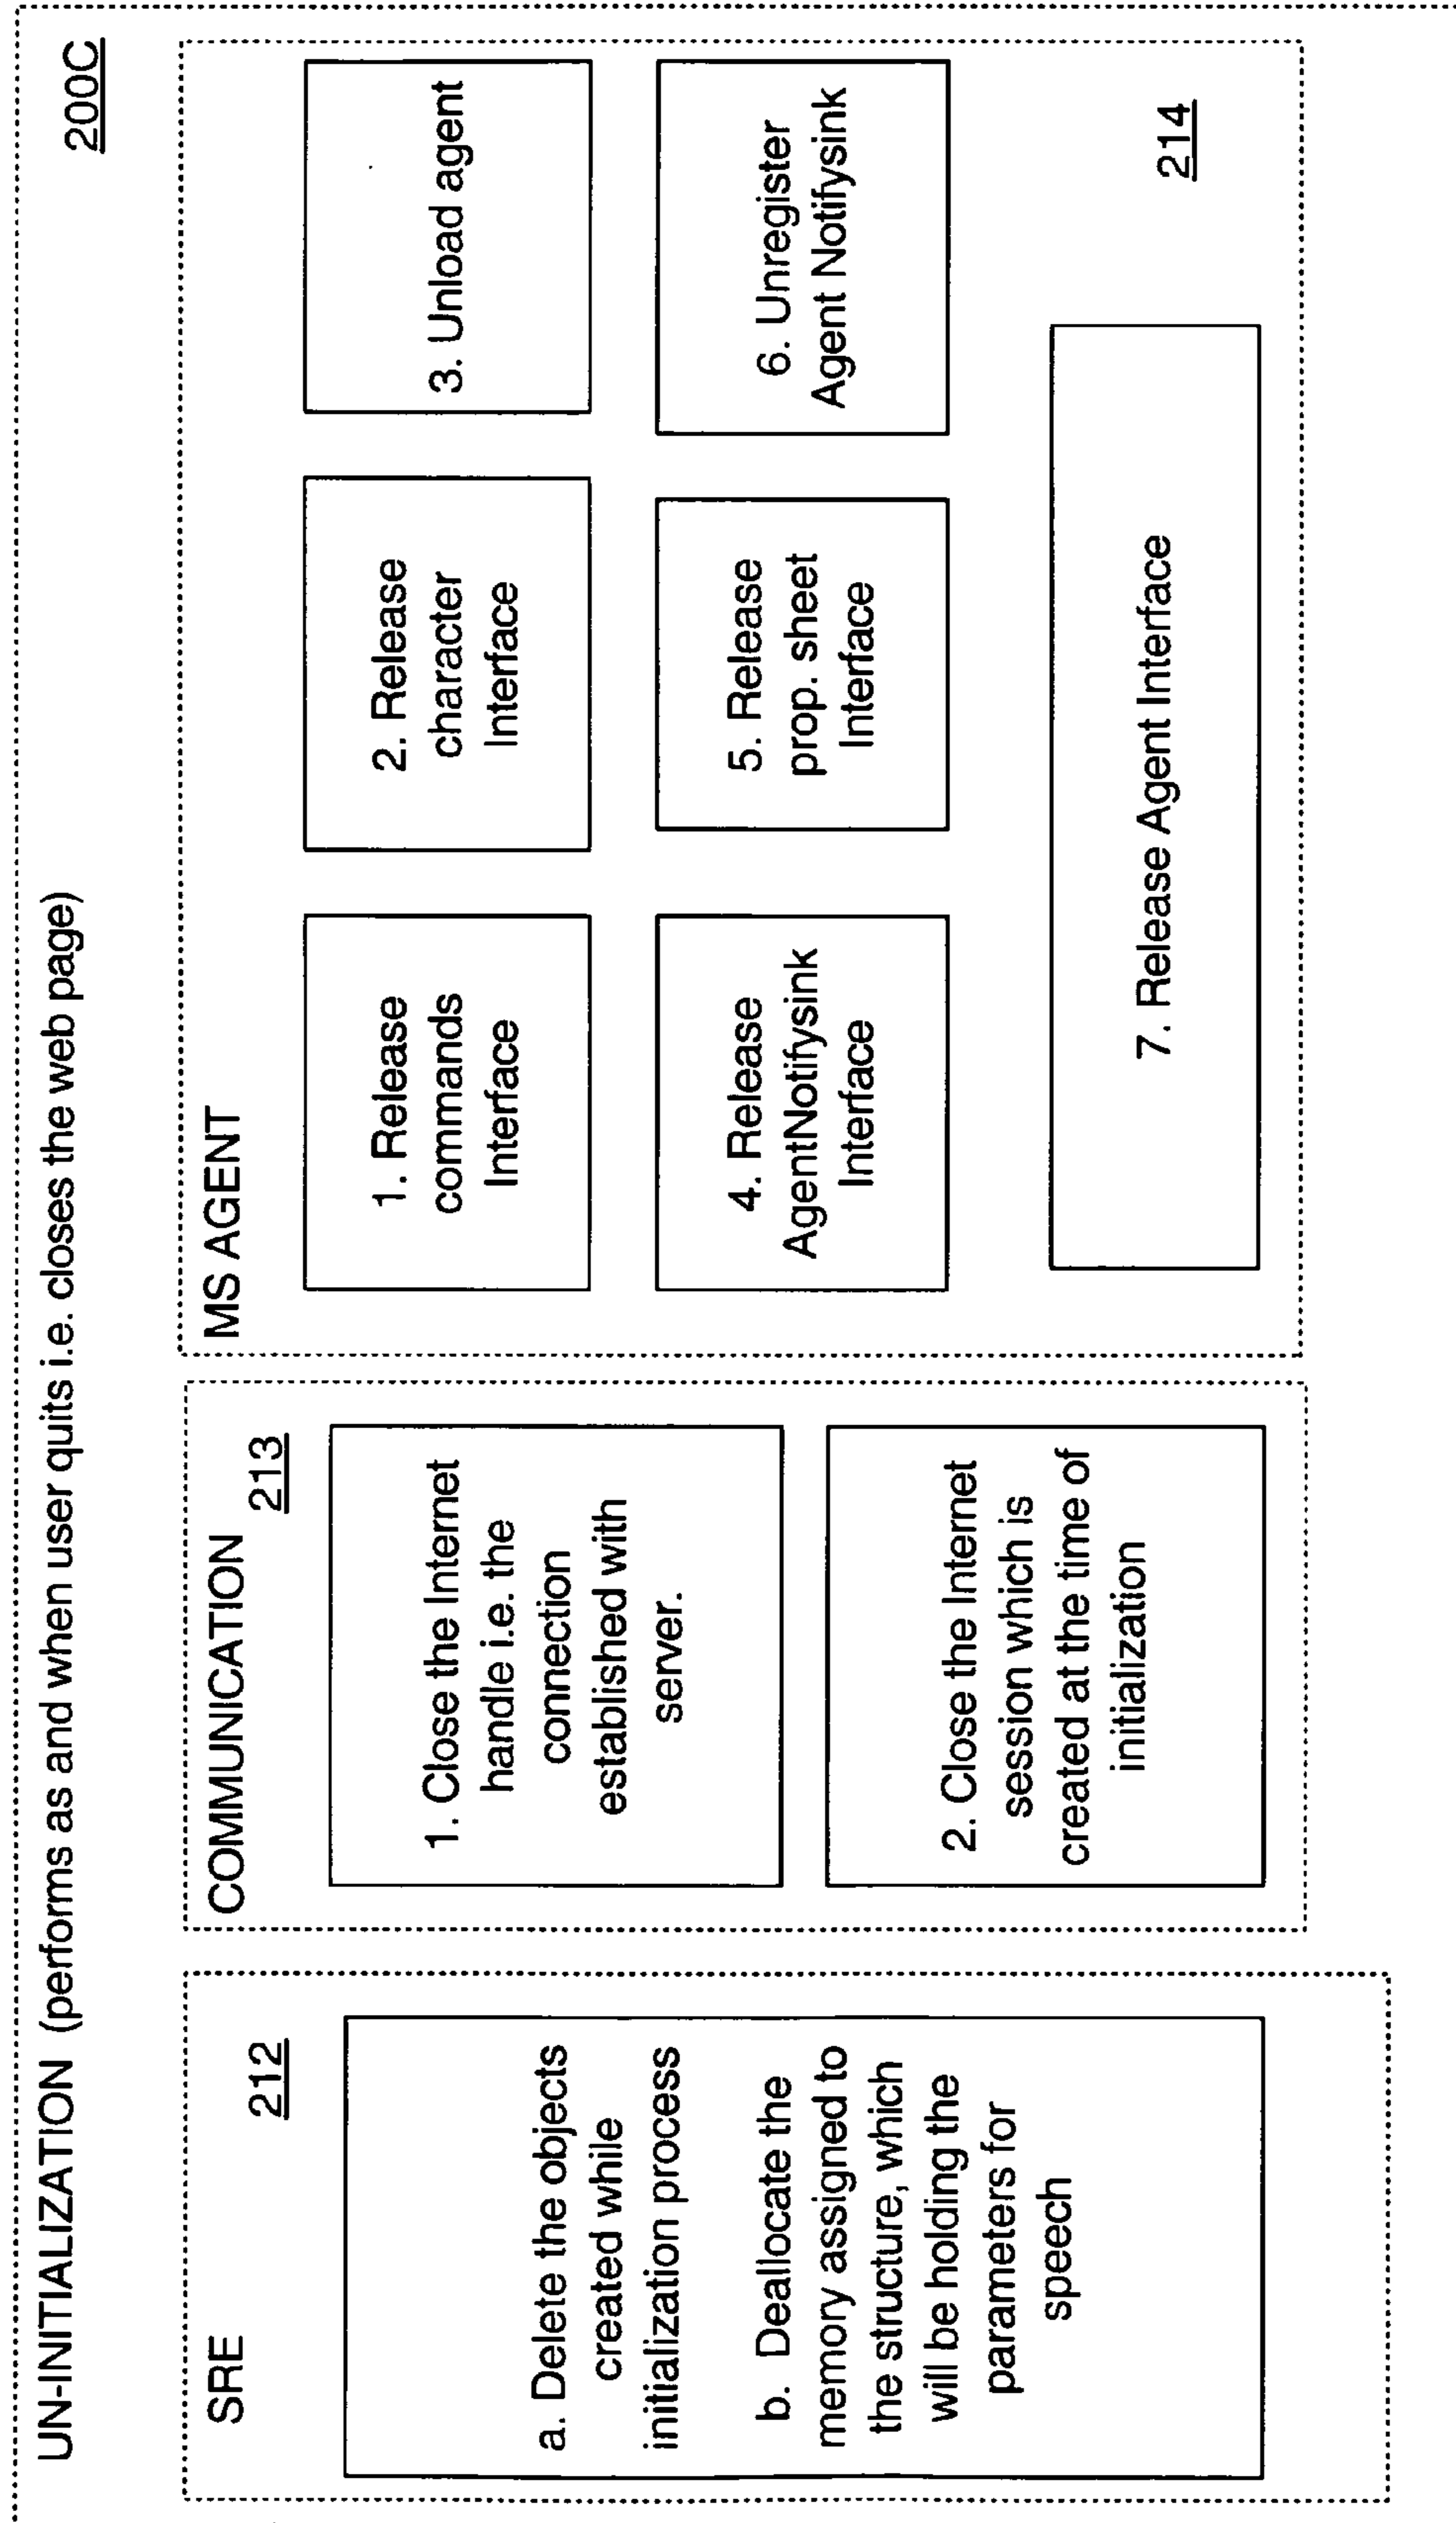 UN-INITIALIZATION (performs as and when user quits i.e. closes the web page)
200C
SRE
212
a. Delete the objects
created while
initialization process
b. Deallocate the
memory assigned to
the structure, which
will be holding the
parameters for
speech
COMMUNICATION
213
1. Close the Internet
handle i.e. the
connection
established with
server.
2. Close the Internet
session which is
created at the time of
initialization
MS AGENT
1. Release
commands
Interface
2. Release
character
Interface
3. Unload agent
4. Release
AgentNotifysink
Interface
5. Release
prop. sheet
Interface
6. Unregister
Agent Notifysink
7. Release Agent Interface
214